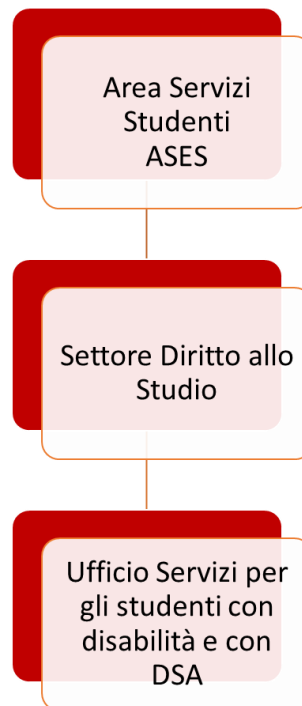 Area Servizi
Studenti
ASES
Settore Diritto allo
Studio
Ufficio Servizi per
gli studenti con
disabilità e con
DSA